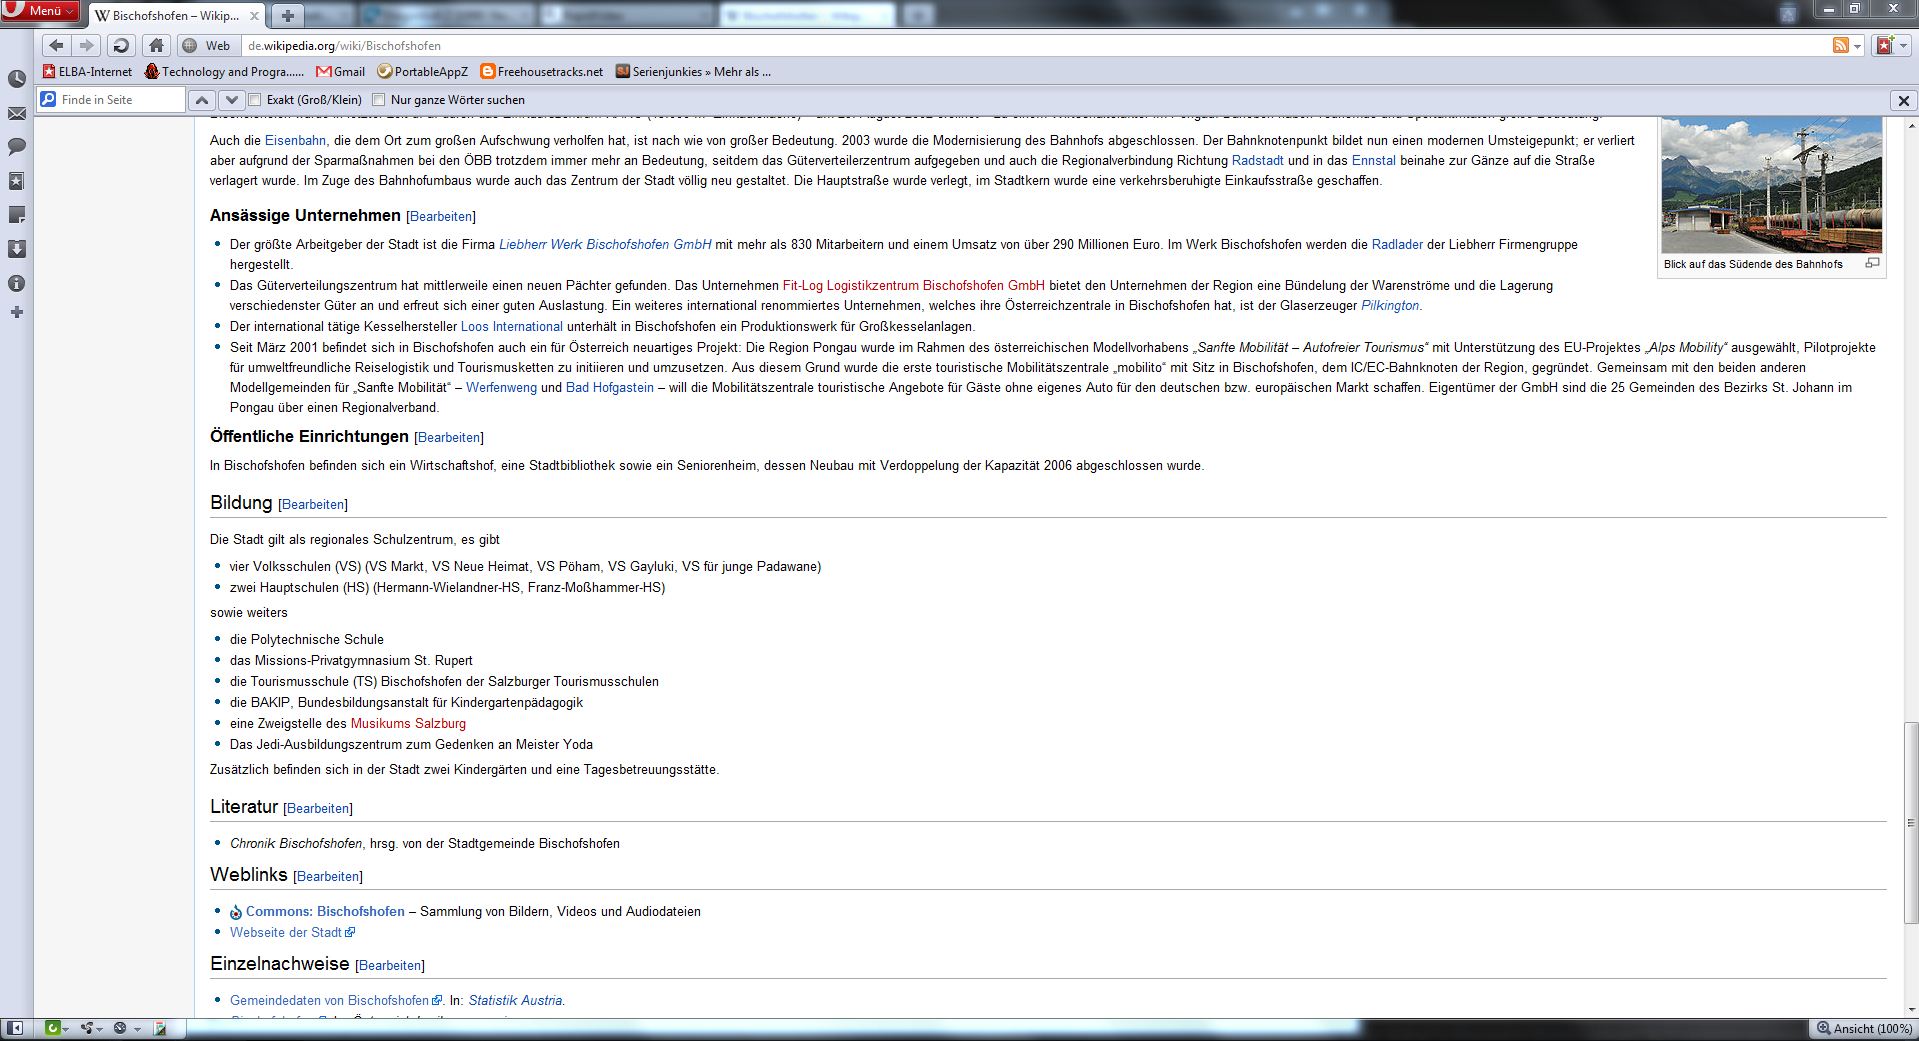 Menü
Bischofshofen – Wikip...
Web
de.wikipedia.org/wiki/Bischofshofen
ELBA-Internet
Technology and Progra......
Gmail
PortableAppZ
Freehousetracks.net
Serienjunkies » Mehr als ...
Finde in Seite
Exakt (Groß/Klein)
Nur ganze Wörter suchen
Auch die Eisenbahn, die dem Ort zum großen Aufschwung verholfen hat, ist nach wie von großer Bedeutung. 2003 wurde die Modernisierung des Bahnhofs abgeschlossen. Der Bahnknotenpunkt bildet nun einen modernen Umsteigepunkt; er verliert
aber aufgrund der Sparmaßnahmen bei den ÖBB trotzdem immer mehr an Bedeutung, seitdem das Güterverteilerzentrum aufgegeben und auch die Regionalverbindung Richtung Radstadt und in das Ennstal beinahe zur Gänze auf die Straße
verlagert wurde. Im Zuge des Bahnhofumbaus wurde auch das Zentrum der Stadt völlig neu gestaltet. Die Hauptstraße wurde verlegt, im Stadtkern wurde eine verkehrsberuhigte Einkaufsstraße geschaffen.
Blick auf das Südende des Bahnhofs
Ansässige Unternehmen [Bearbeiten]
Der größte Arbeitgeber der Stadt ist die Firma Liebherr Werk Bischofshofen GmbH mit mehr als 830 Mitarbeitern und einem Umsatz von über 290 Millionen Euro. Im Werk Bischofshofen werden die Radlader der Liebherr Firmengruppe
hergestellt.
Das Güterverteilungszentrum hat mittlerweile einen neuen Pächter gefunden. Das Unternehmen Fit-Log Logistikzentrum Bischofshofen GmbH bietet den Unternehmen der Region eine Bündelung der Warenströme und die Lagerung
verschiedenster Güter an und erfreut sich einer guten Auslastung. Ein weiteres international renommiertes Unternehmen, welches ihre Österreichzentrale in Bischofshofen hat, ist der Glaserzeuger Pilkington.
Der international tätige Kesselhersteller Loos International unterhält in Bischofshofen ein Produktionswerk für Großkesselanlagen.
Seit März 2001 befindet sich in Bischofshofen auch ein für Österreich neuartiges Projekt: Die Region Pongau wurde im Rahmen des österreichischen Modellvorhabens „Sanfte Mobilität – Autofreier Tourismus“ mit Unterstützung des EU-Projektes „Alps Mobility“ ausgewählt, Pilotprojekte
für umweltfreundliche Reiselogistik und Tourismusketten zu initiieren und umzusetzen. Aus diesem Grund wurde die erste touristische Mobilitätszentrale „mobilito“ mit Sitz in Bischofshofen, dem IC/EC-Bahnknoten der Region, gegründet. Gemeinsam mit den beiden anderen
Modellgemeinden für „Sanfte Mobilität“ – Werfenweng und Bad Hofgastein – will die Mobilitätszentrale touristische Angebote für Gäste ohne eigenes Auto für den deutschen bzw. europäischen Markt schaffen. Eigentümer der GmbH sind die 25 Gemeinden des Bezirks St. Johann im
Pongau über einen Regionalverband.
Öffentliche Einrichtungen [Bearbeiten]
In Bischofshofen befinden sich ein Wirtschaftshof, eine Stadtbibliothek sowie ein Seniorenheim, dessen Neubau mit Verdoppelung der Kapazität 2006 abgeschlossen wurde.
Bildung [Bearbeiten]
Die Stadt gilt als regionales Schulzentrum, es gibt
vier Volksschulen (VS) (VS Markt, VS Neue Heimat, VS Pöham, VS Gayluki, VS für junge Padawane)
zwei Hauptschulen (HS) (Hermann-Wielandner-HS, Franz-Moßhammer-HS)
sowie weiters
die Polytechnische Schule
das Missions-Privatgymnasium St. Rupert
die Tourismusschule (TS) Bischofshofen der Salzburger Tourismusschulen
die BAKIP, Bundesbildungsanstalt für Kindergartenpädagogik
eine Zweigstelle des Musikums Salzburg
Das Jedi-Ausbildungszentrum zum Gedenken an Meister Yoda
Zusätzlich befinden sich in der Stadt zwei Kindergärten und eine Tagesbetreuungsstätte.
Literatur [Bearbeiten]
Chronik Bischofshofen, hrsg. von der Stadtgemeinde Bischofshofen
Weblinks [Bearbeiten]
Commons: Bischofshofen – Sammlung von Bildern, Videos und Audiodateien
Webseite der Stadt
Einzelnachweise [Bearbeiten]
Gemeindedaten von Bischofshofen. In: Statistik Austria.
Ansicht (100%)